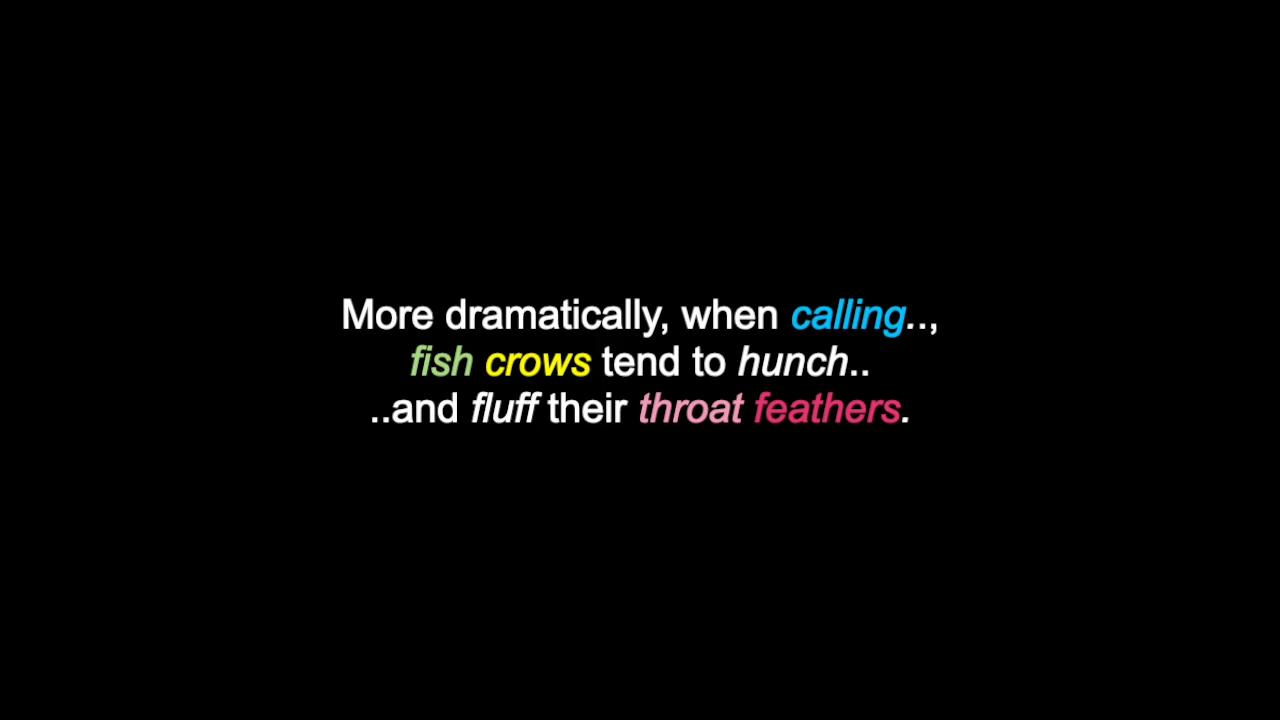 More dramatically, when calling..,
fish crows tend to hunch..
..and fluff their throat feathers.